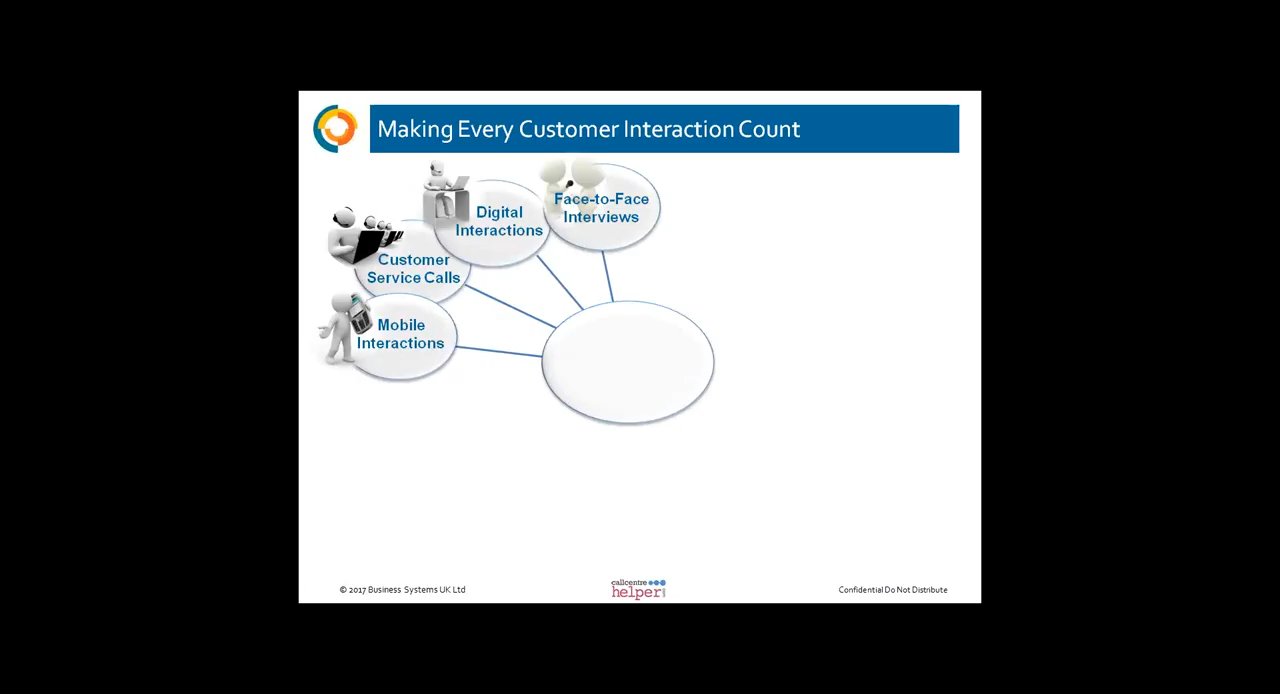 Making Every Customer Interaction Count
Face-to-Face
Interviews
Digital
Interactions
Customer
Service Calls
Mobile
Interactions
© 2017 Business Systems UK Ltd
callcentre
helper
Confidential Do Not Distribute